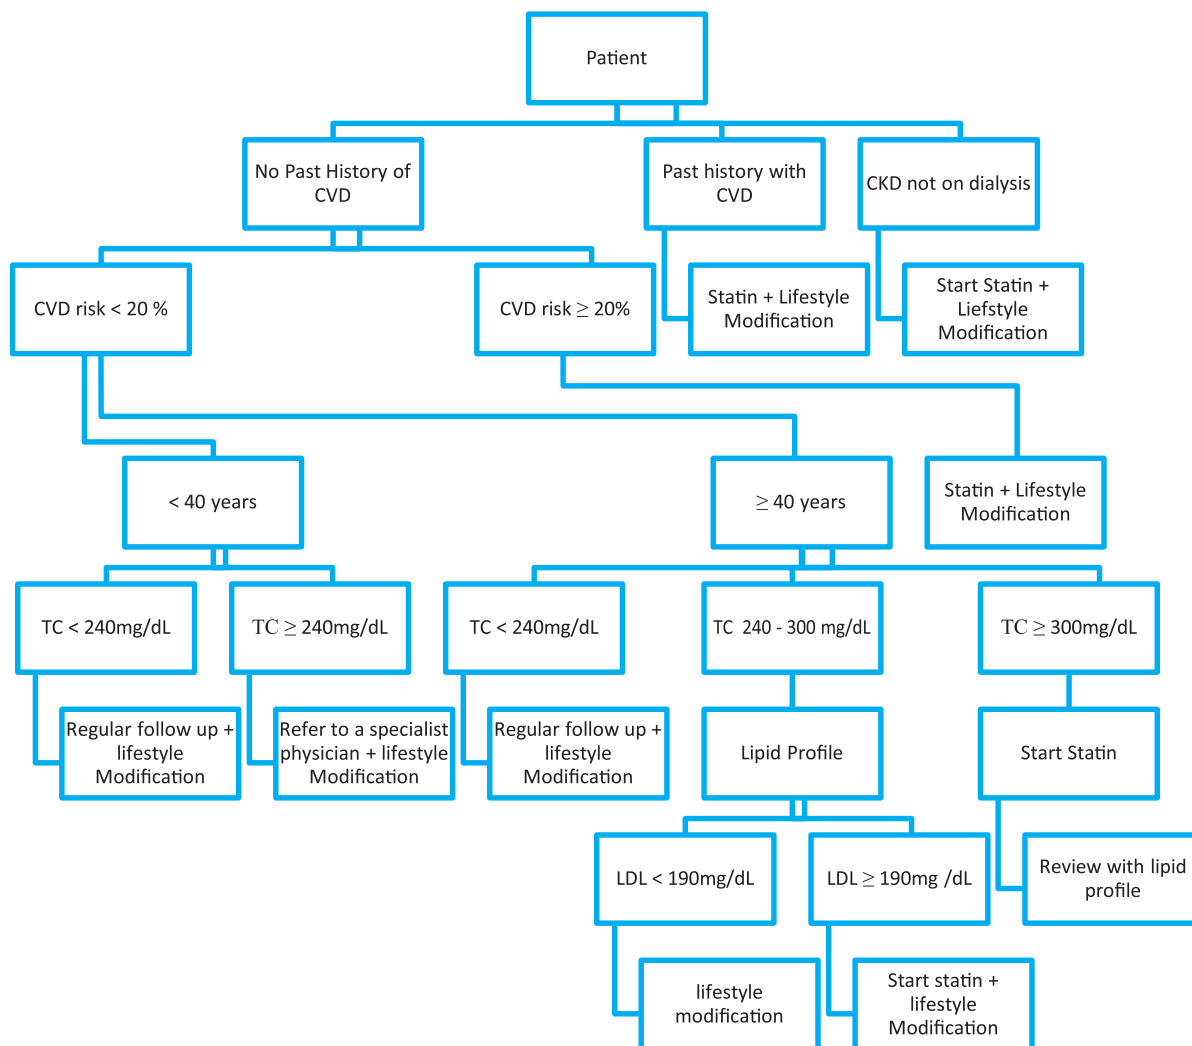 Patient
No Past History of
CVD
Past history with
CVD
CKD not on dialysis
CVD risk < 20 %
CVD risk ≥ 20%
Statin + Lifestyle
Modification
Start Statin +
Liefstyle
Modification
< 40 years
≥ 40 years
Statin + Lifestyle
Modification
TC < 240mg/dL
TC ≥ 240mg/dL
TC < 240mg/dL
TC 240 - 300 mg/dL
TC ≥ 300mg/dL
Regular follow up +
lifestyle
Modification
Refer to a specialist
physician + lifestyle
Modification
Regular follow up +
lifestyle
Modification
Lipid Profile
Start Statin
LDL < 190mg/dL
LDL ≥ 190mg /dL
Review with lipid
profile
lifestyle
modification
Start statin +
lifestyle
Modification